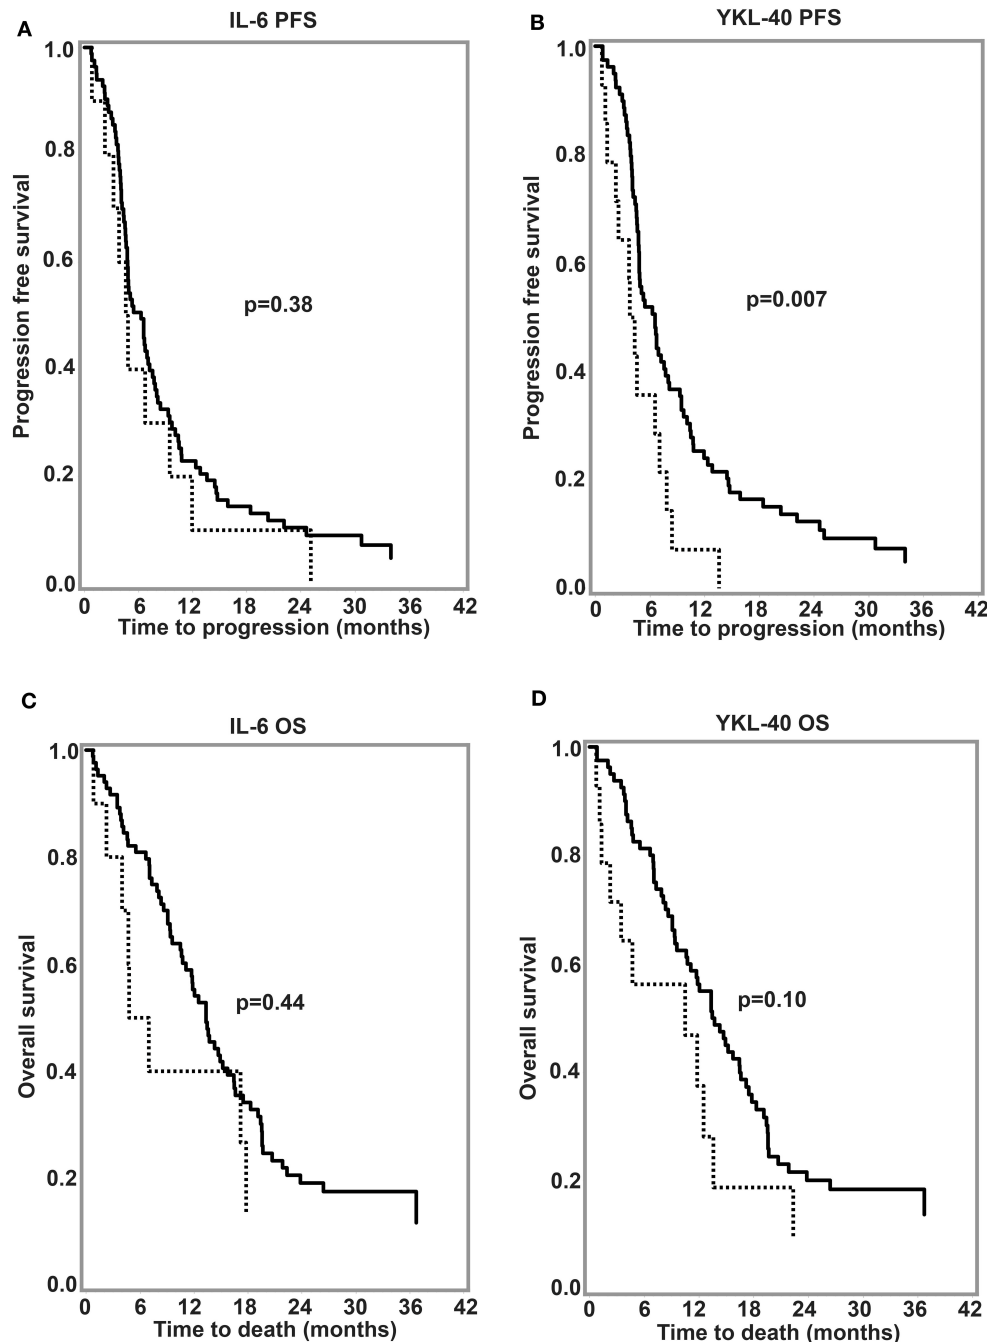 A
IL-6 PFS
1.0
0.8
0.6
0.4
0.2
0.0
Progression free survival
p=0.38
0 6 12 18 24 30 36 42
Time to progression (months)
B
YKL-40 PFS
1.0
0.8
0.6
0.4
0.2
0.0
Progression free survival
p=0.007
0 6 12 18 24 30 36 42
Time to progression (months)
C
IL-6 OS
1.0
0.8
0.6
0.4
0.2
0.0
Overall survival
p=0.44
0 6 12 18 24 30 36 42
Time to death (months)
D
YKL-40 OS
1.0
0.8
0.6
0.4
0.2
0.0
Overall survival
p=0.10
0 6 12 18 24 30 36 42
Time to death (months)